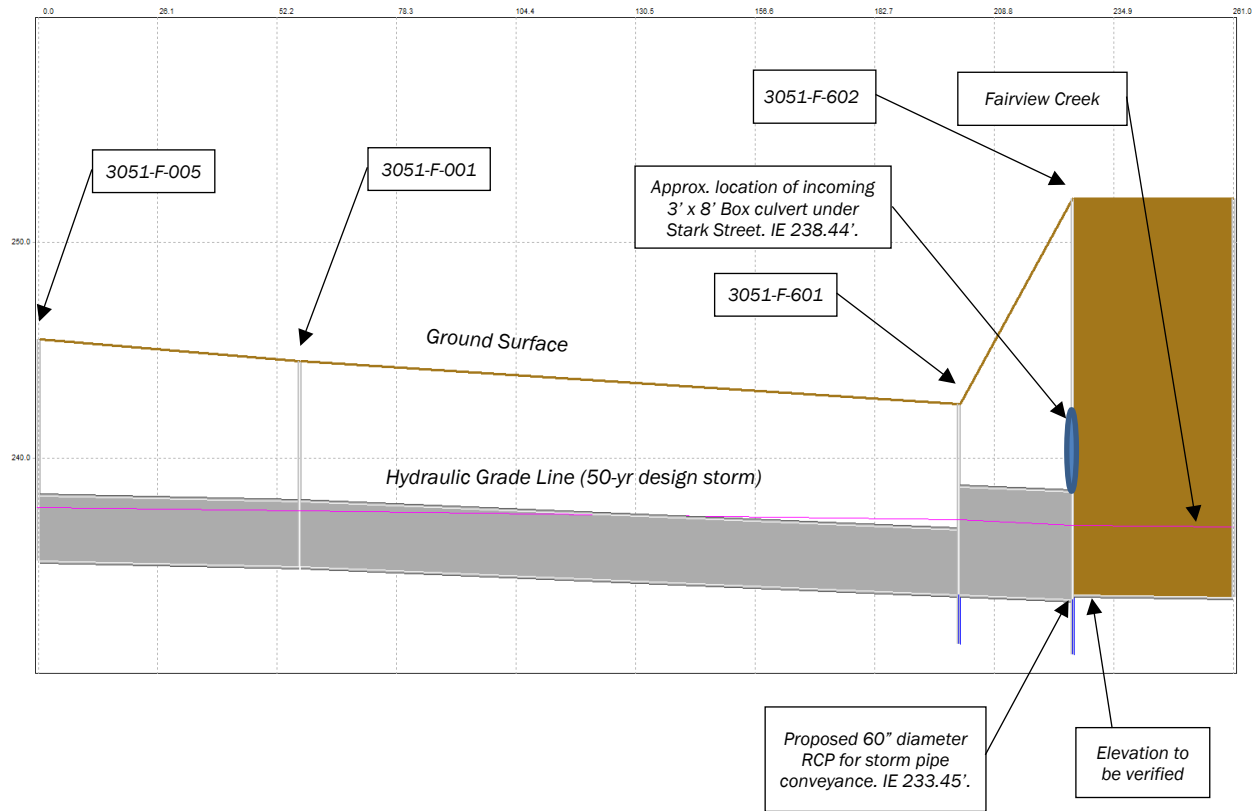 0.0 26.1 52.2 78.3 104.4 130.5 156.6 182.7 208.8 234.9 261.0
3051-F-602
Fairview Creek
3051-F-005
3051-F-001
Approx. location of incoming
3’ x 8’ Box culvert under
Stark Street. IE 238.44’.
250.0
3051-F-601
Ground Surface
240.0
Hydraulic Grade Line (50-yr design storm)
Proposed 60” diameter
RCP for storm pipe
conveyance. IE 233.45’.
Elevation to
be verified